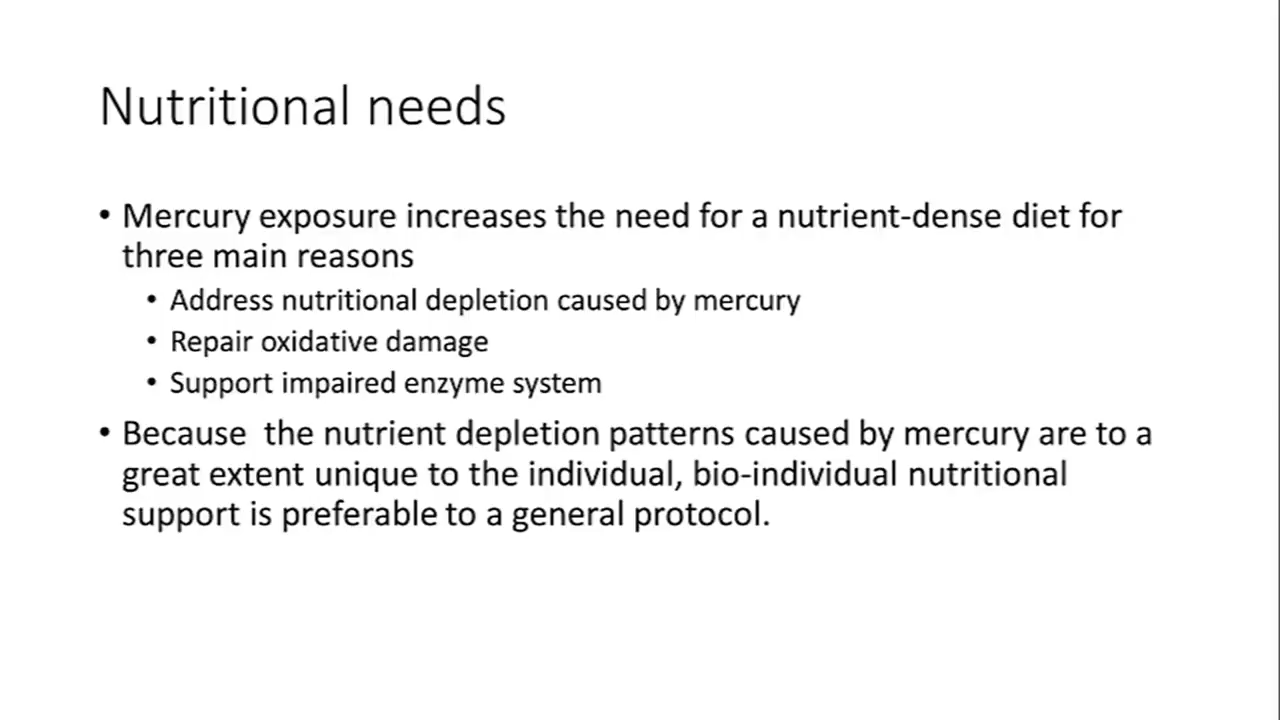 Nutritional needs
• Mercury exposure increases the need for a nutrient-dense diet for
three main reasons
• Address nutritional depletion caused by mercury
• Repair oxidative damage
• Support impaired enzyme system
• Because  the nutrient depletion patterns caused by mercury are to a
great extent unique to the individual, bio-individual nutritional
support is preferable to a general protocol.